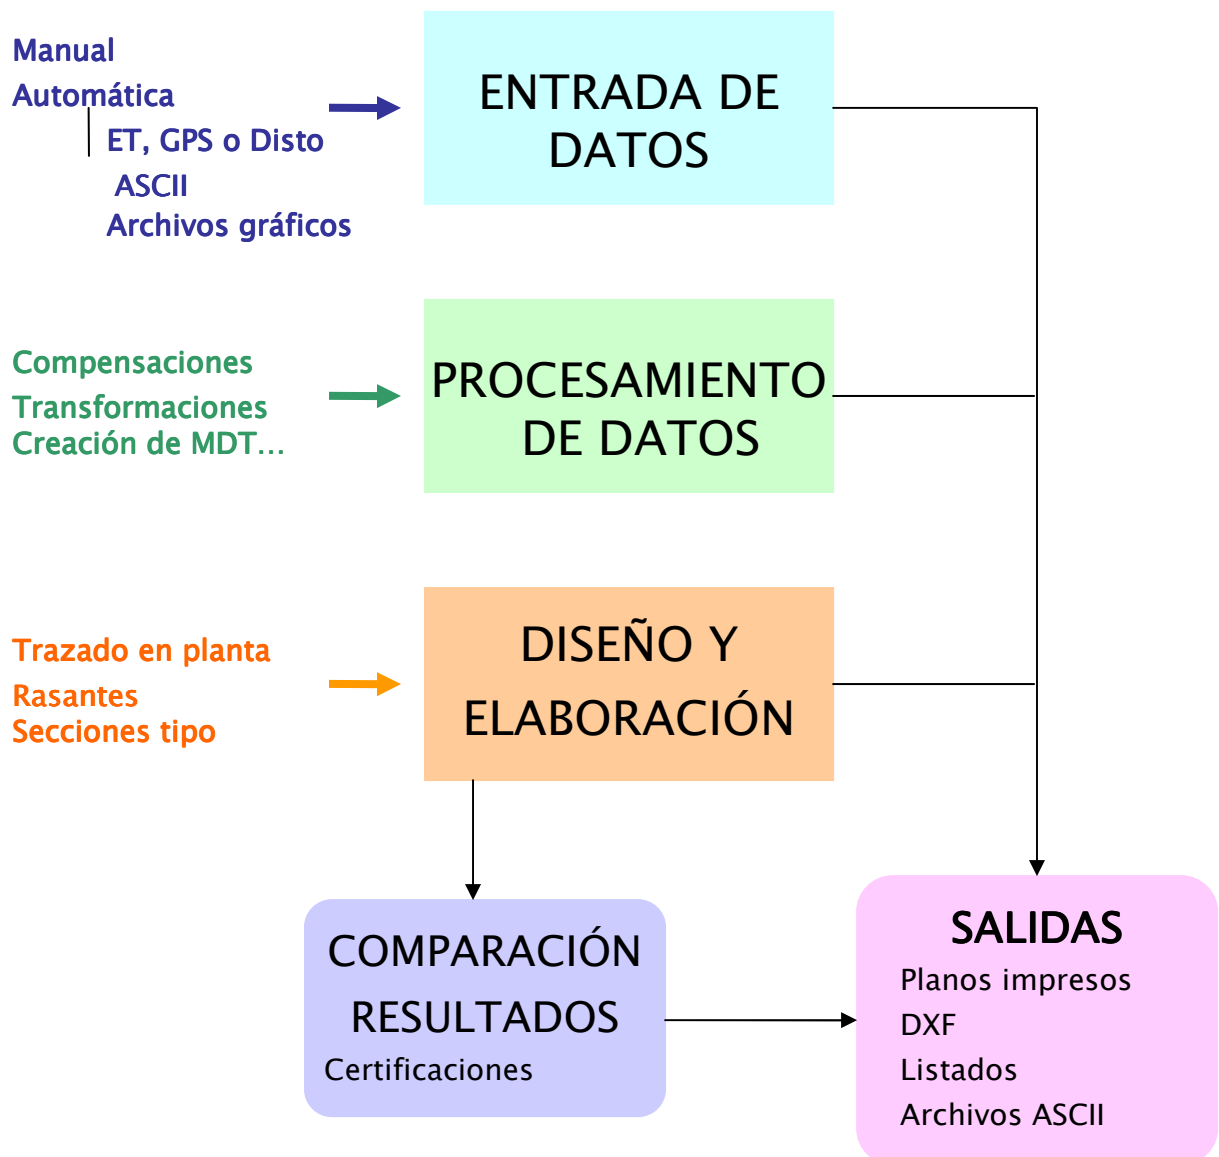 Manual
Automática
ET, GPS o Disto
ASCII
Archivos gráficos
ENTRADA DE
DATOS
Compensaciones
Transformaciones
Creación de MDT...
PROCESAMIENTO
DE DATOS
Trazado en planta
Rasantes
Secciones tipo
DISEÑO Y
ELABORACIÓN
COMPARACIÓN
RESULTADOS
Certificaciones
SALIDAS
Planos impresos
DXF
Listados
Archivos ASCII